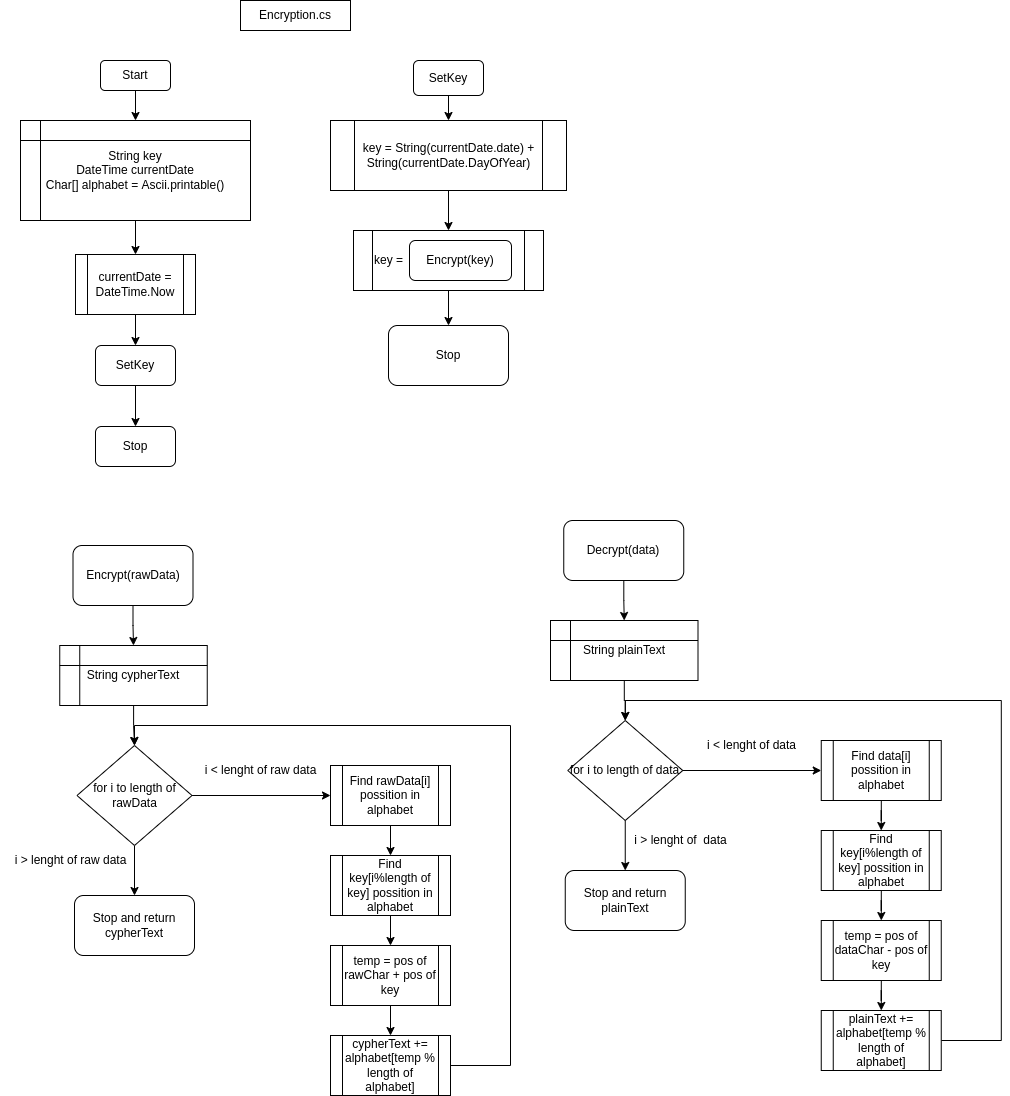 Encryption.cs
Start
String key
DateTime currentDate
Char[] alphabet = Ascii.printable()
currentDate =
DateTime.Now
SetKey
Stop
SetKey
key = String(currentDate.date) +
String(currentDate.DayOfYear)
key =
Encrypt(key)
Stop
Encrypt(rawData)
String cypherText
for i to length of
rawData
i < lenght of raw data
i > lenght of raw data
Stop and return
cypherText
Find rawData[i]
possition in
alphabet
Find
key[i%length of
key] possition in
alphabet
temp = pos of
rawChar + pos of
key
cypherText +=
alphabet[temp %
length of
alphabet]
Decrypt(data)
String plainText
for i to length of data
i < lenght of data
i > lenght of  data
Stop and return
plainText
Find data[i]
possition in
alphabet
Find
key[i%length of
key] possition in
alphabet
temp = pos of
dataChar - pos of
key
plainText +=
alphabet[temp %
length of
alphabet]